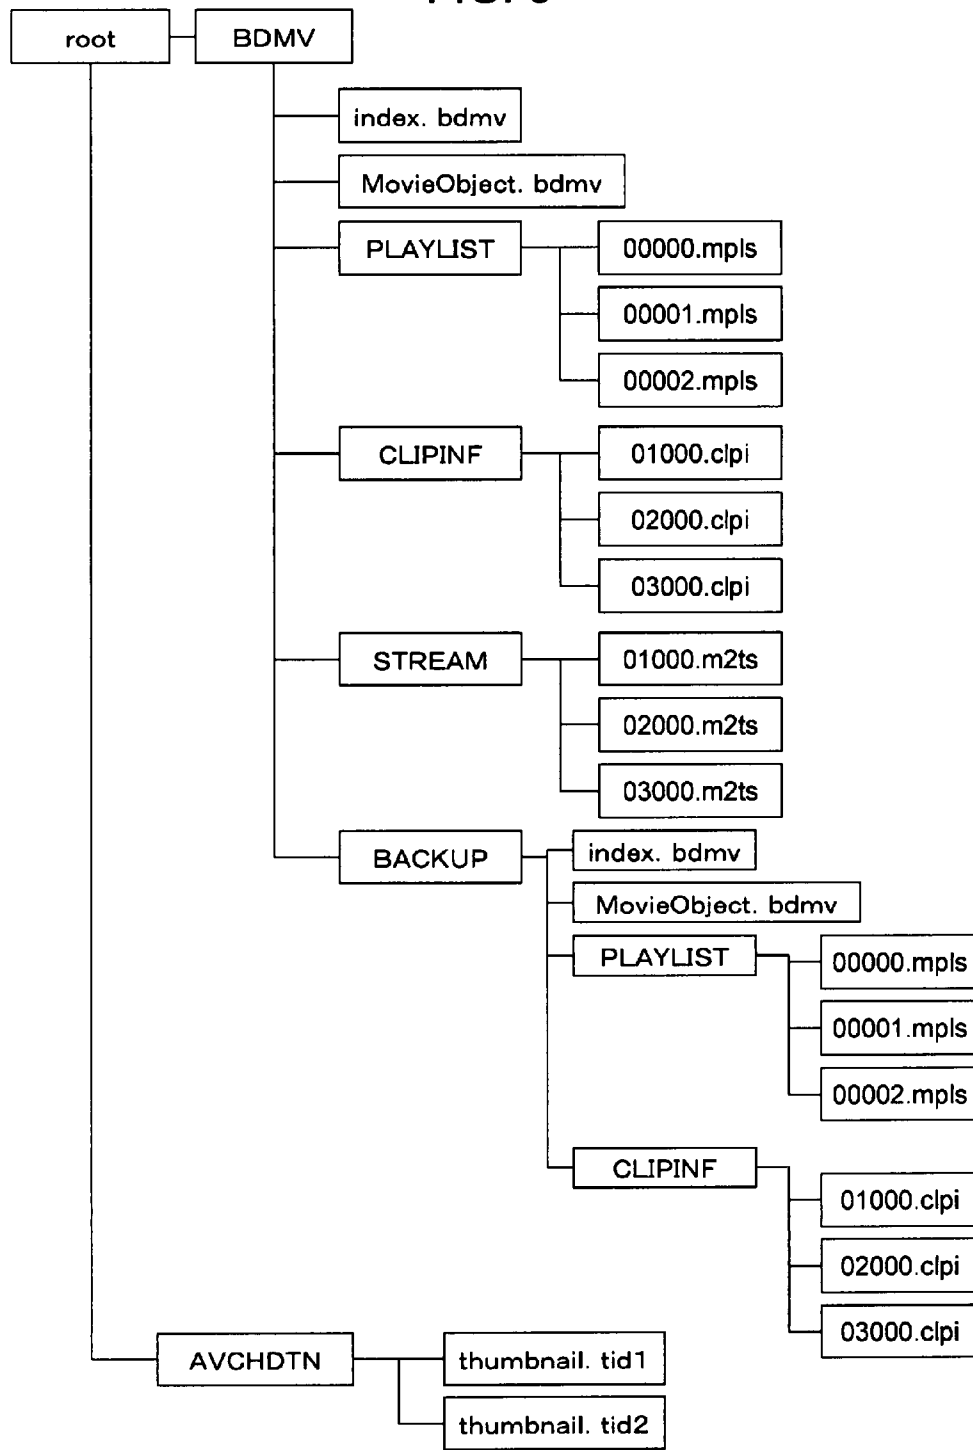 root
BDMV
index. bdmv
MovieObject. bdmv
PLAYLIST
00000.mpls
00001.mpls
00002.mpls
CLIPINF
01000.clpi
02000.clpi
03000.clpi
STREAM
01000.m2ts
02000.m2ts
03000.m2ts
BACKUP
index. bdmv
MovieObject. bdmv
PLAYLIST
00000.mpls
00001.mpls
00002.mpls
CLIPINF
01000.clpi
02000.clpi
03000.clpi
AVCHDTN
thumbnail. tid1
thumbnail. tid2